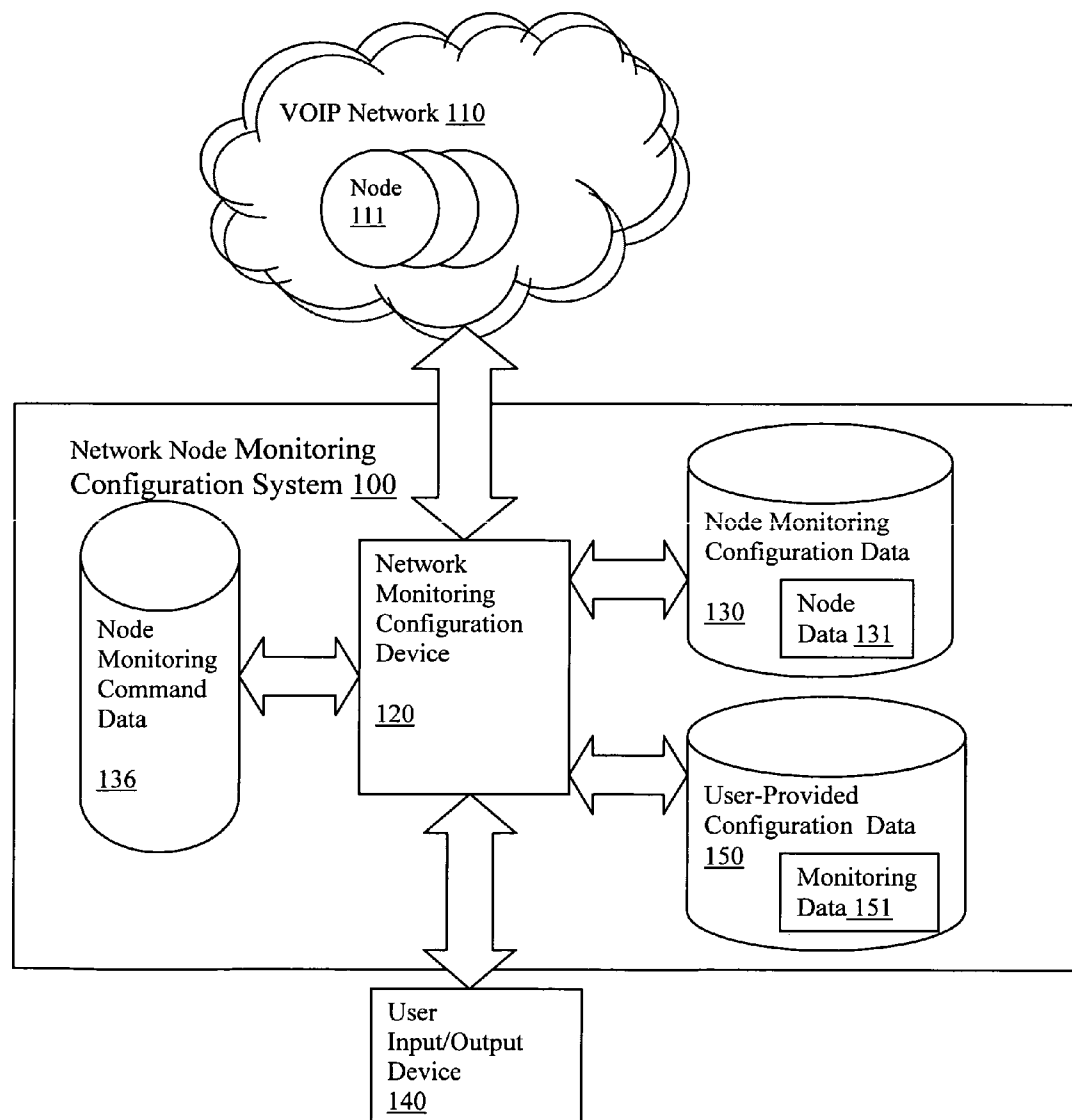 VOIP Network 110
Node
111
Network Node Monitoring
Configuration System 100
Node Monitoring
Configuration Data
130
Node
Data 131
Network
Monitoring
Configuration
Device
120
Node
Monitoring
Command
Data
136
User-Provided
Configuration Data
150
Monitoring
Data 151
User
Input/Output
Device
140